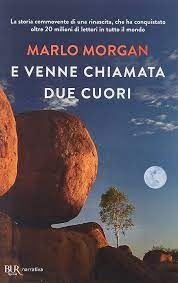 La storia commovente di una rinascita, che ha conquistato
oltre 20 milioni di lettori in tutto il mondo
MARLO MORGAN
E VENNE CHIAMATA
DUE CUORI
BUR
narrativa